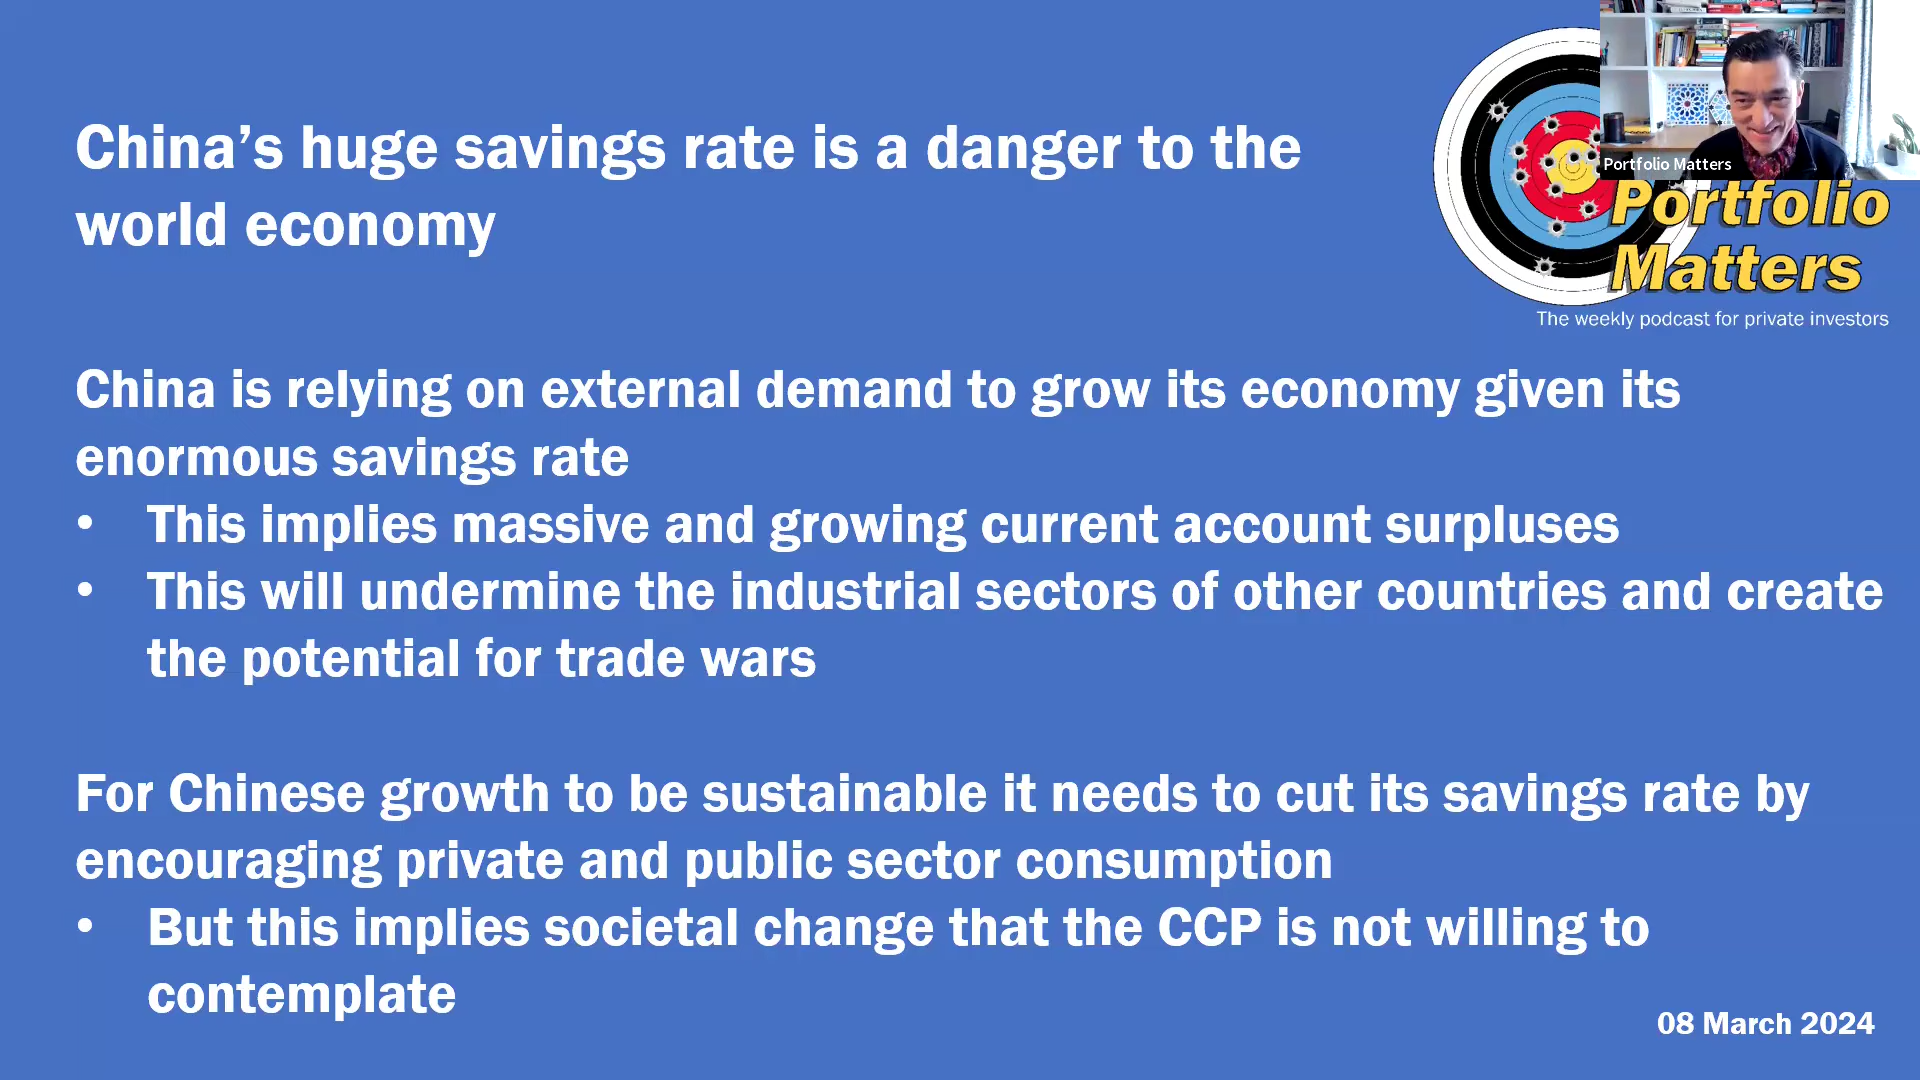 Portfolio Matters
China’s huge savings rate is a danger to the
world economy
Portfolio
Matters
The weekly podcast for private investors
China is relying on external demand to grow its economy given its
enormous savings rate
• This implies massive and growing current account surpluses
• This will undermine the industrial sectors of other countries and create
the potential for trade wars
For Chinese growth to be sustainable it needs to cut its savings rate by
encouraging private and public sector consumption
• But this implies societal change that the CCP is not willing to
contemplate
08 March 2024